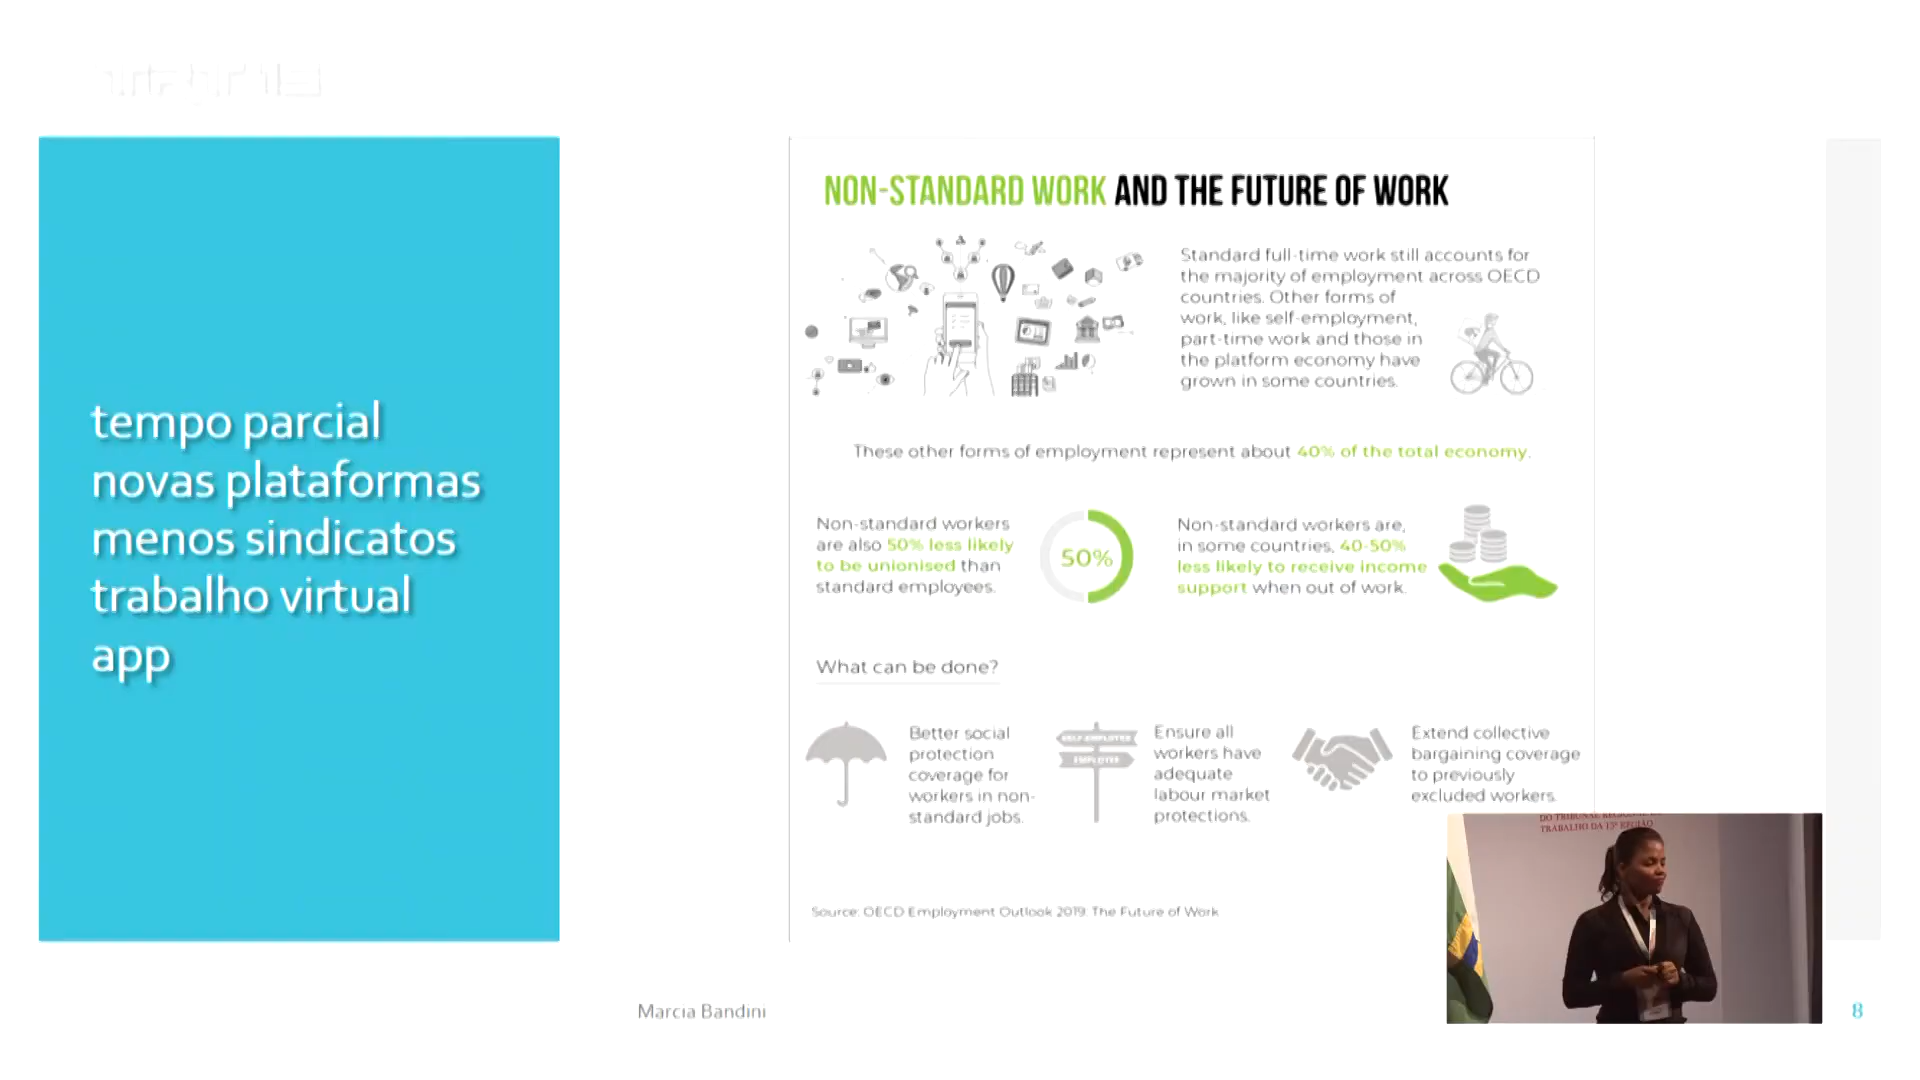 tempo parcial
novas plataformas
menos sindicatos
trabalho virtual
app
NON-STANDARD WORK AND THE FUTURE OF WORK
Standard full-time work still accounts for
the majority of employment across OECD
countries. Other forms of
work, like self-employment,
part-time work and those in
the platform economy have
grown in some countries.
These other forms of employment represent about 40% of the total economy.
Non-standard workers
are also 50% less likely
to be unionised than
standard employees.
50%
Non-standard workers are,
in some countries, 40-50%
less likely to receive income
support when out of work.
What can be done?
Better social
protection
coverage for
workers in non-
standard jobs.
SELF-EMPLOYED
EMPLOYEE
Ensure all
workers have
adequate
labour market
protections.
Extend collective
bargaining coverage
to previously
excluded workers.
DO TRIBUNAL REGIONAL
TRABALHO DA 15ª REGIÃO
Source: OECD Employment Outlook 2019: The Future of Work
Marcia Bandini
8